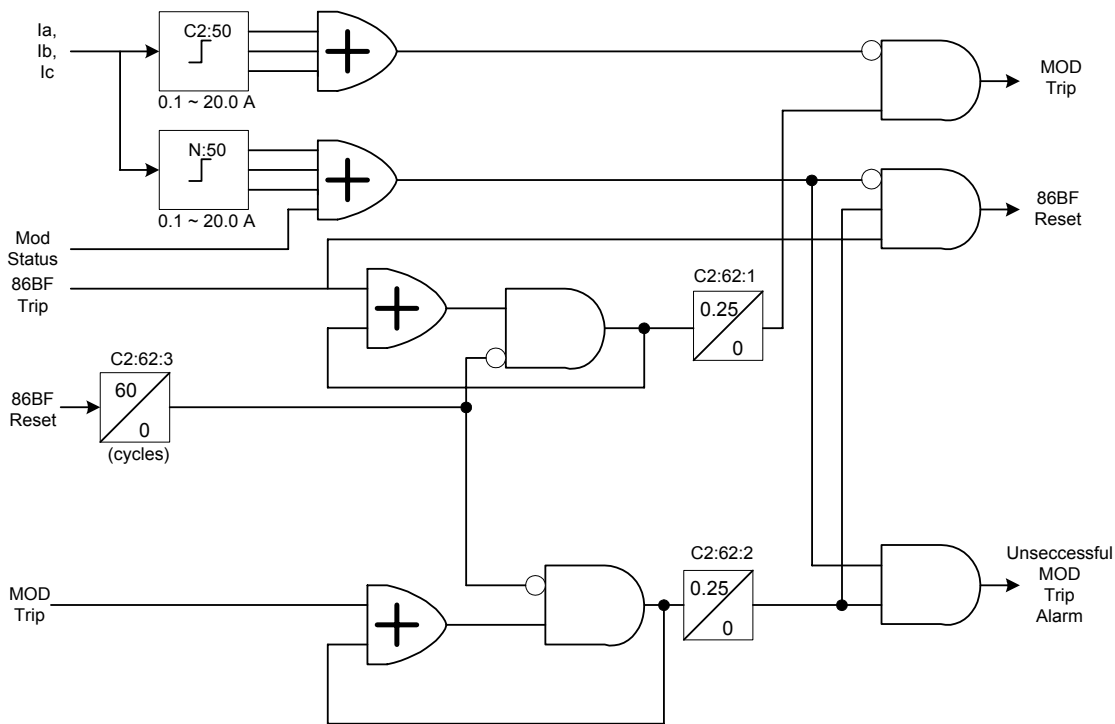 Ia,
Ib,
Ic
C2:50
0.1 ~ 20.0 A
MOD
Trip
N:50
0.1 ~ 20.0 A
86BF
Reset
Mod
Status
86BF
Trip
C2:62:1
0.25
0
C2:62:3
60
0
(cycles)
86BF
Reset
C2:62:2
0.25
0
Unseccessful
MOD
Trip
Alarm
MOD
Trip